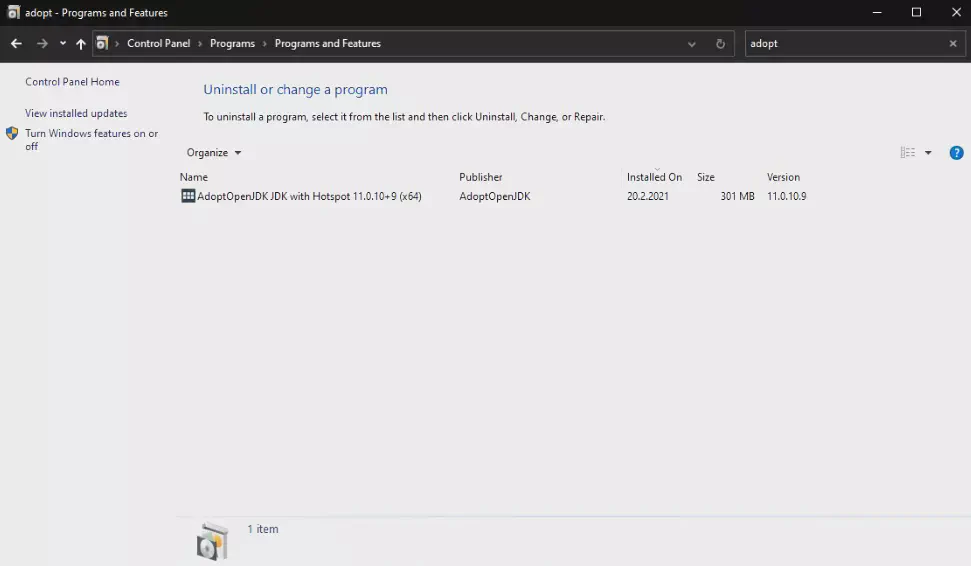 adopt - Programs and Features
Control Panel > Programs > Programs and Features
adopt
Control Panel Home
View installed updates
Turn Windows features on or
off
Uninstall or change a program
To uninstall a program, select it from the list and then click Uninstall, Change, or Repair.
Organize
Name Publisher Installed On Size Version
AdoptOpenJDK JDK with Hotspot 11.0.10+9 (x64) AdoptOpenJDK 20.2.2021 301 MB 11.0.10.9
1 item